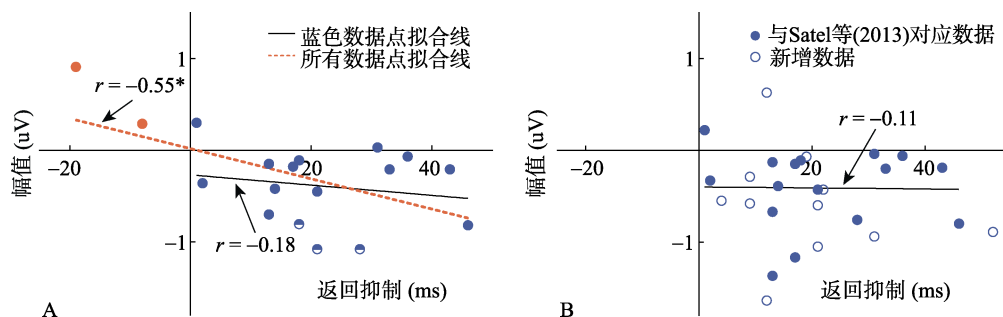 幅值 (uV)
1
蓝色数据点拟合线
所有数据点拟合线
r = −0.55*
−20
20
40
−1
r = −0.18
返回抑制 (ms)
A
幅值 (uV)
1
与Satel等(2013)对应数据
新增数据
r = −0.11
−20
20
40
−1
返回抑制 (ms)
B